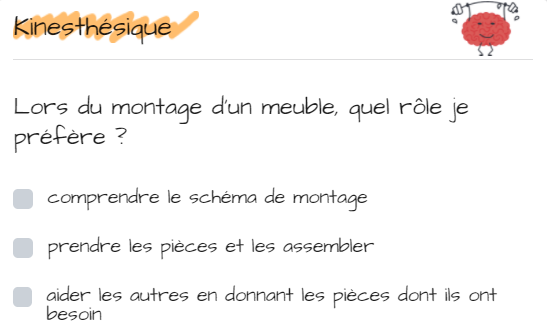 Kinesthésique
Lors du montage d'un meuble, quel rôle je
préfère ?
comprendre le schéma de montage
prendre les pièces et les assembler
aider les autres en donnant les pièces dont ils ont
besoin